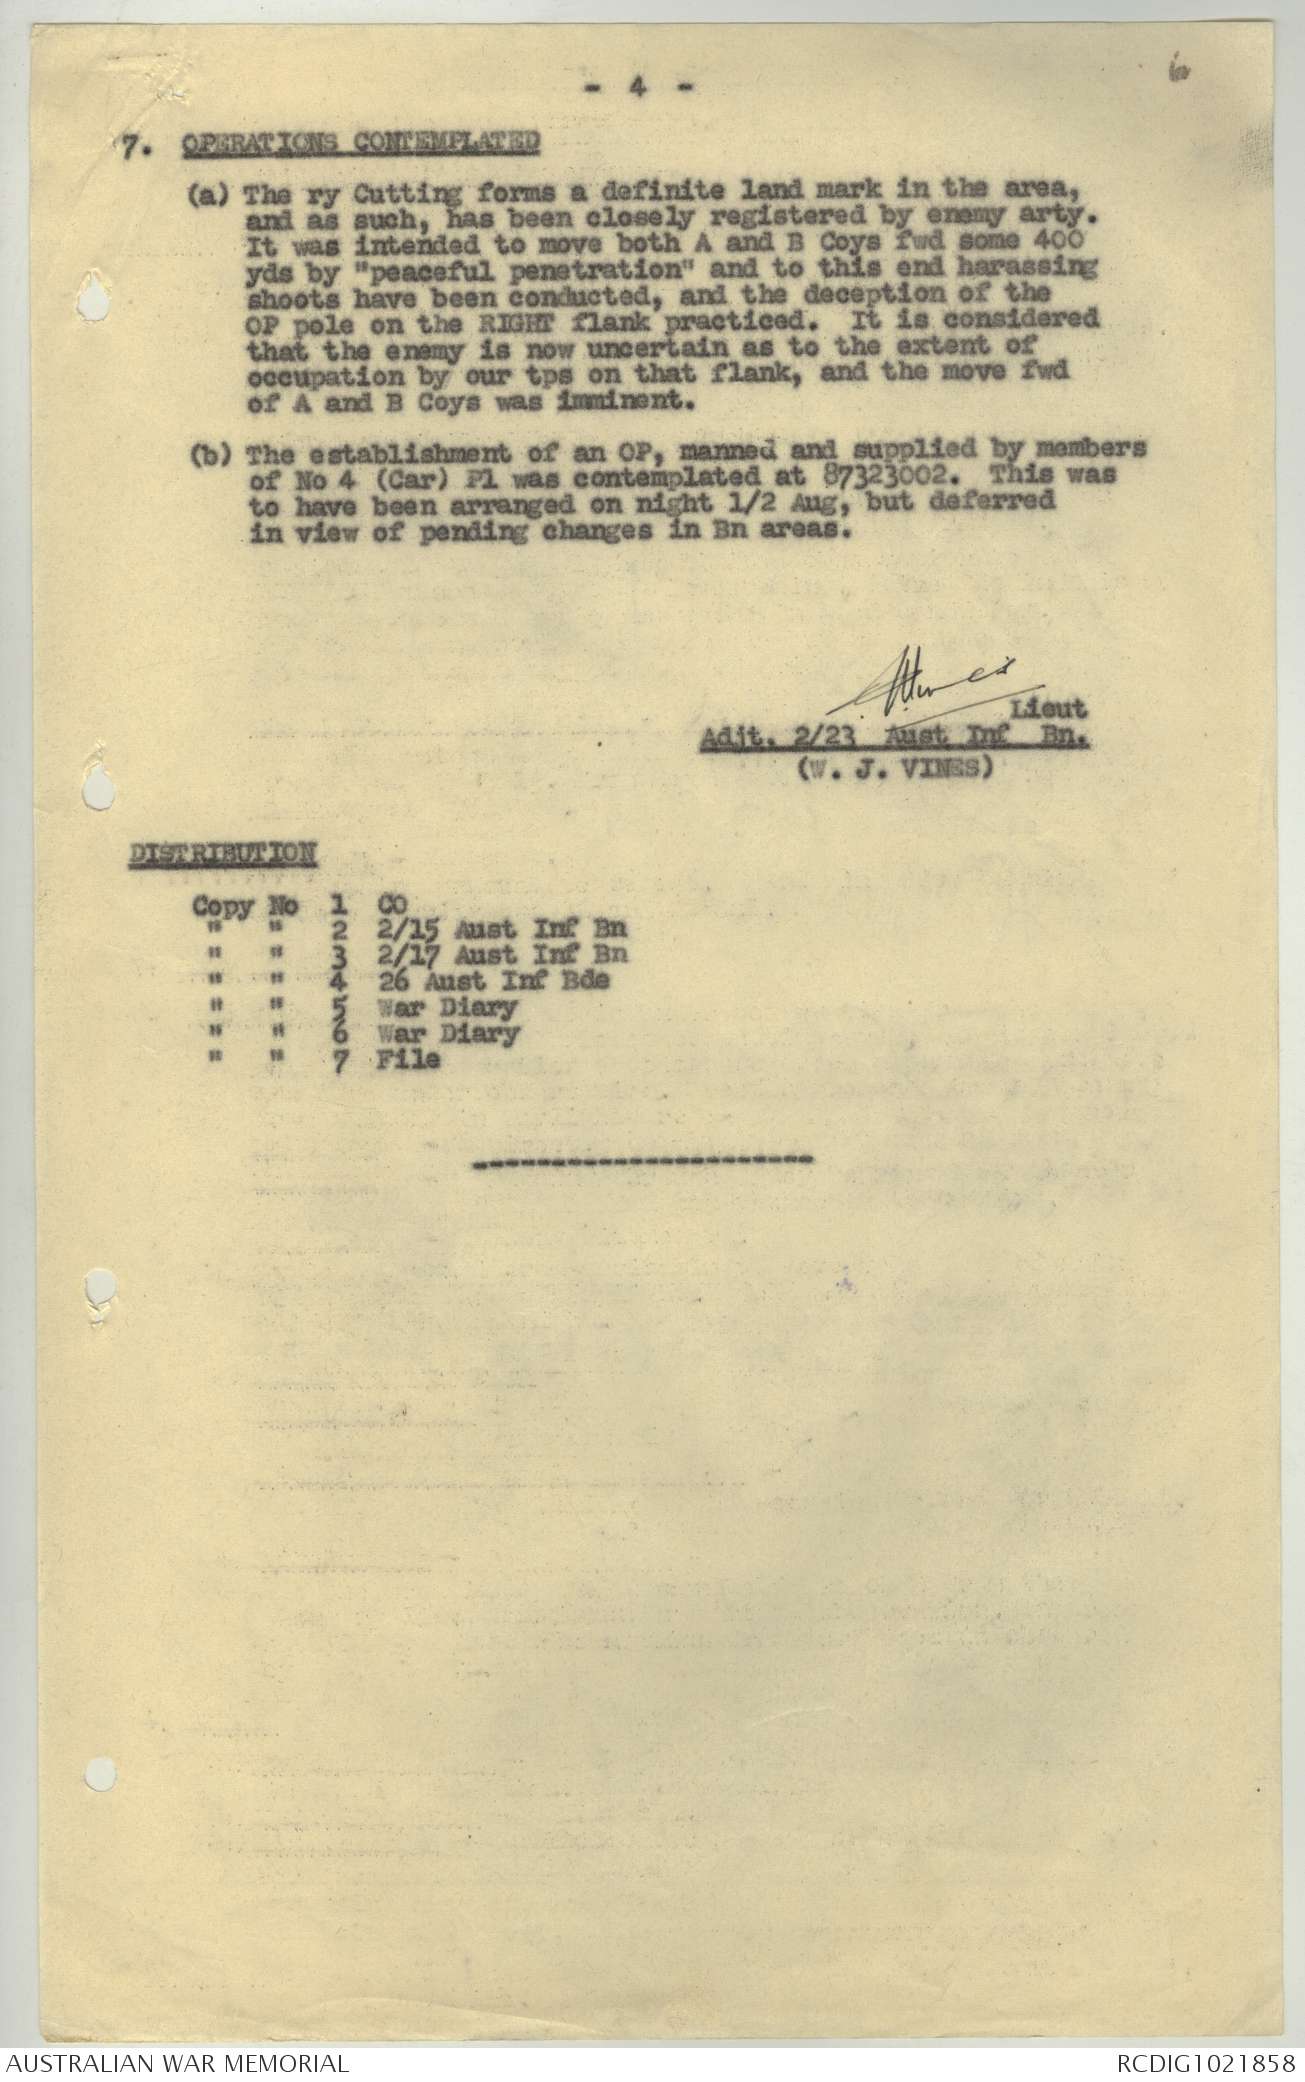 - 4 -
7. OPERATIONS CONTEMPLATED
(a) The ry Cutting forms a definite land mark in the area,
and as such, has been closely registered by enemy arty.
It was intended to move both A and B Coys fwd some 400
yds by "peaceful penetration" and to this end harassing
shoots have been conducted, and the deception of the
OP pole on the RIGHT flank practiced. It is considered
that the enemy is now uncertain as to the extent of
occupation by our tps on that flank, and the move fwd
of A and B Coys was imminent.
(b) The establishment of an OP, manned and supplied by members
of No 4 (Car) Pl was contemplated at 87323002. This was
to have been arranged on night 1/2 Aug, but deferred
in view of pending changes in Bn areas.
Lieut
Adjt. 2/23 Aust Inf Bn.
(W. J. VINES)
DISTRIBUTION
Copy No 1 CO
" " 2 2/15 Aust Inf Bn
" " 3 2/17 Aust Inf Bn
" " 4 26 Aust Inf Bde
" " 5 War Diary
" " 6 War Diary
" " 7 File
AUSTRALIAN WAR MEMORIAL
RCDIG1021858